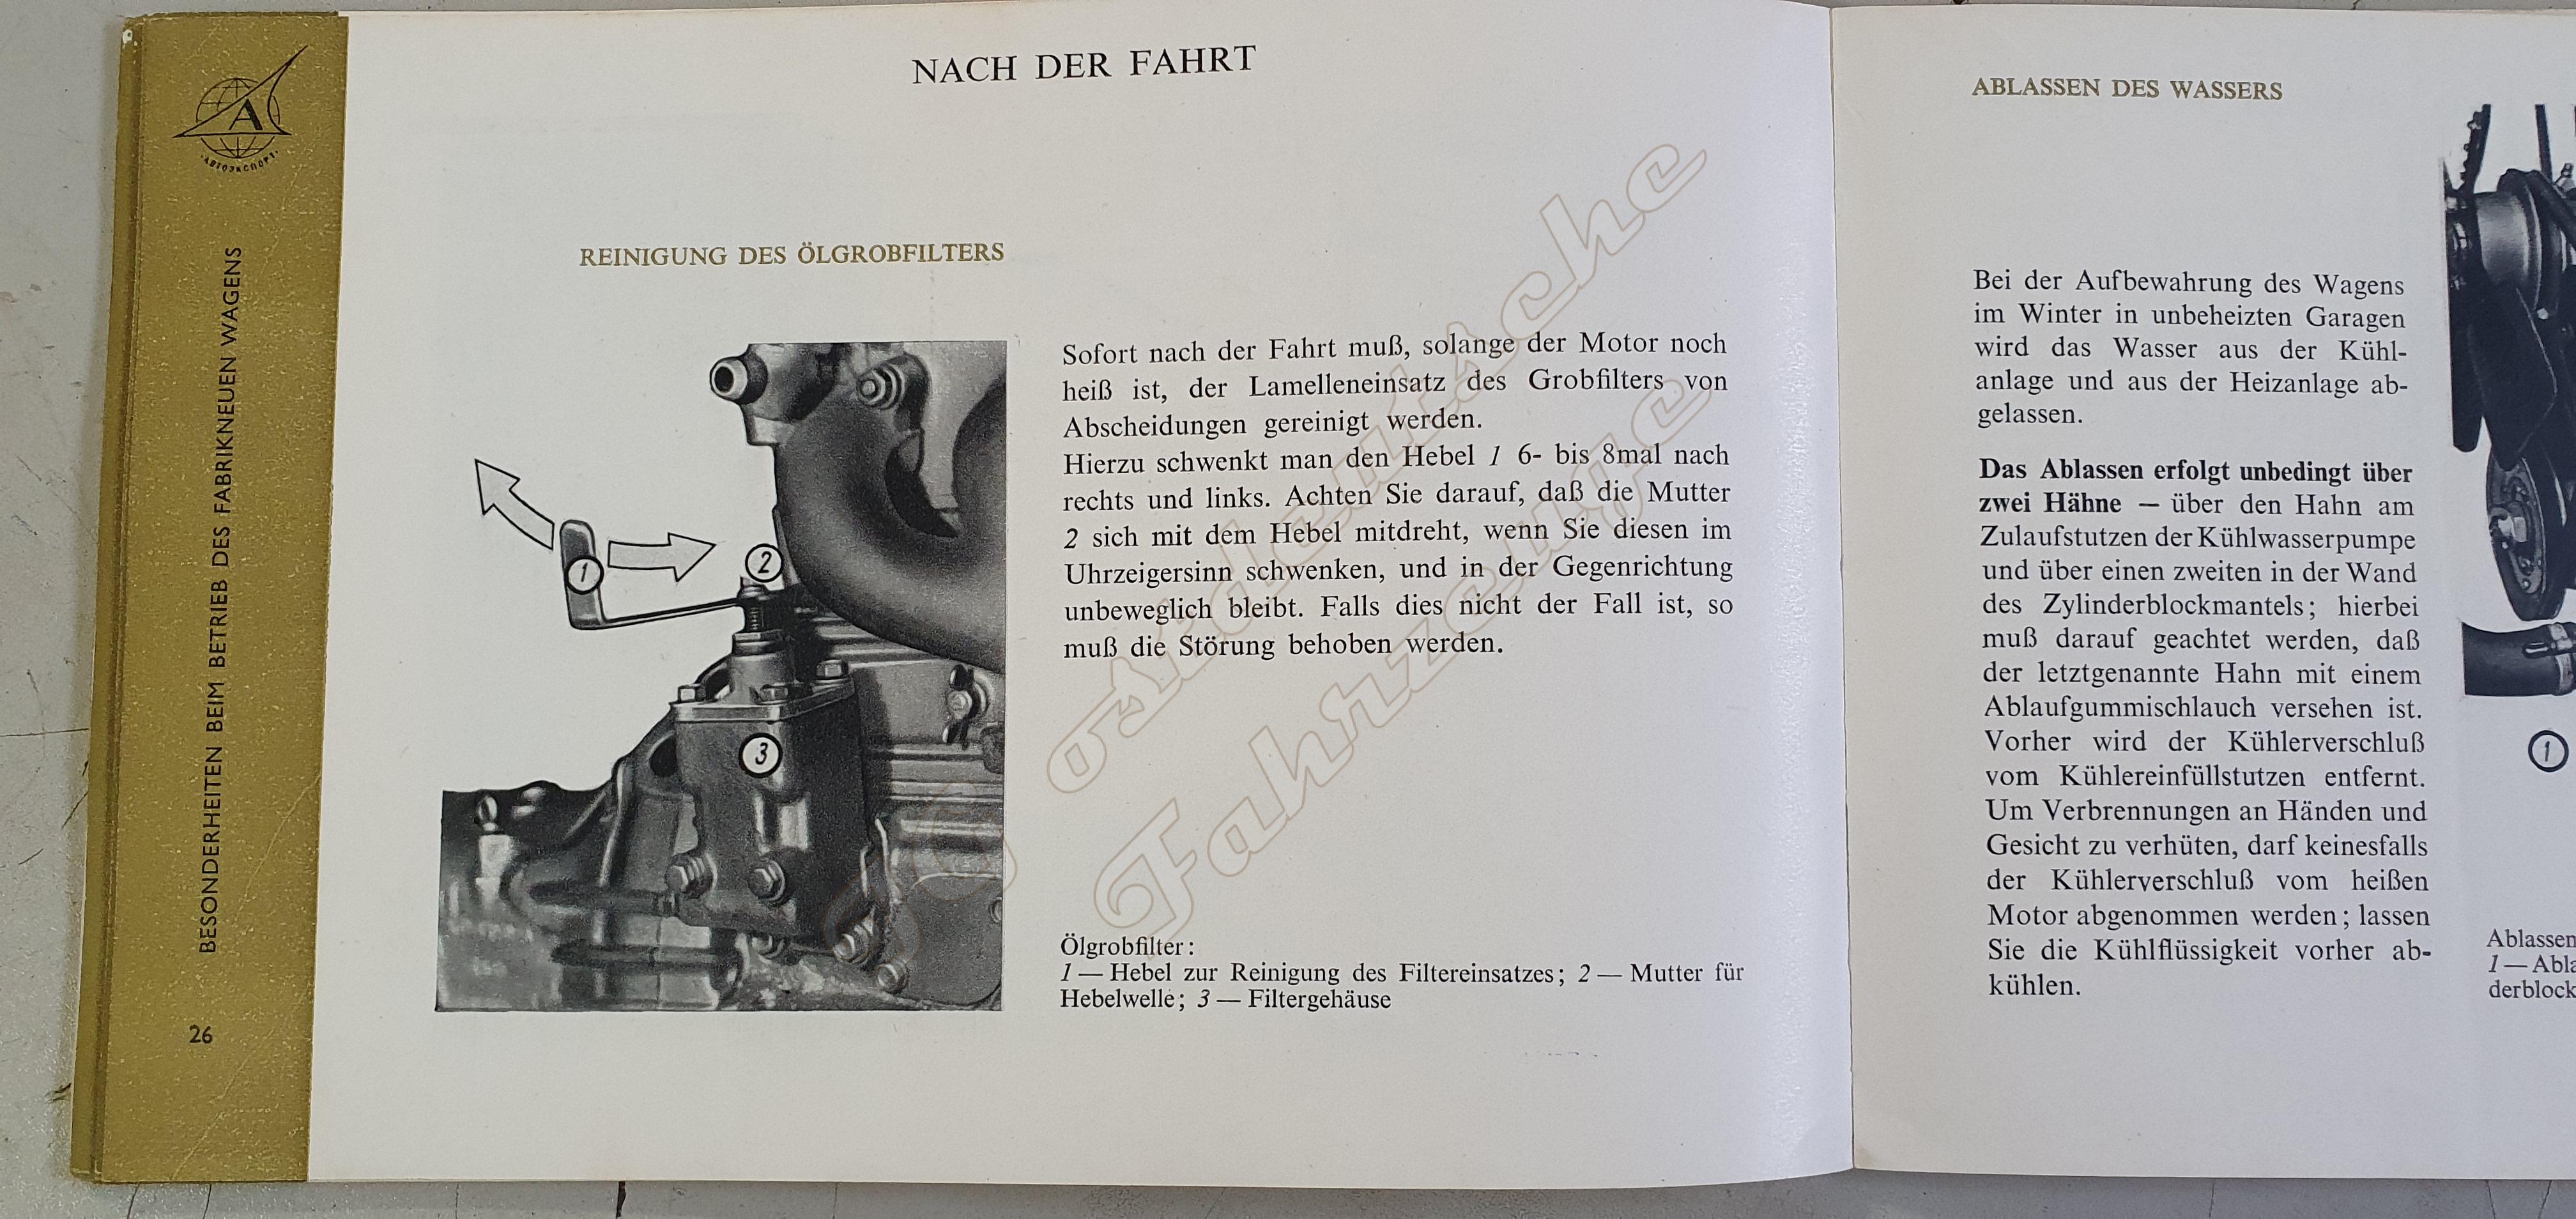 АВТОЭКСПОРТ
BESONDERHEITEN BEIM BETRIEB DES FABRIKNEUEN WAGENS
26
NACH DER FAHRT
REINIGUNG DES ÖLGROBFILTERS
1
2
3
Sofort nach der Fahrt muß, solange der Motor noch
heiß ist, der Lamelleneinsatz des Grobfilters von
Abscheidungen gereinigt werden.
Hierzu schwenkt man den Hebel 1 6- bis 8mal nach
rechts und links. Achten Sie darauf, daß die Mutter
2 sich mit dem Hebel mitdreht, wenn Sie diesen im
Uhrzeigersinn schwenken, und in der Gegenrichtung
unbeweglich bleibt. Falls dies nicht der Fall ist, so
muß die Störung behoben werden.
Ölgrobfilter:
1 — Hebel zur Reinigung des Filtereinsatzes; 2 — Mutter für
Hebelwelle; 3 — Filtergehäuse
ostdeutsche
Fahrzeuge
ABLASSEN DES WASSERS
Bei der Aufbewahrung des Wagens
im Winter in unbeheizten Garagen
wird das Wasser aus der Kühl-
anlage und aus der Heizanlage ab-
gelassen.
Das Ablassen erfolgt unbedingt über
zwei Hähne — über den Hahn am
Zulaufstutzen der Kühlwasserpumpe
und über einen zweiten in der Wand
des Zylinderblockmantels; hierbei
muß darauf geachtet werden, daß
der letztgenannte Hahn mit einem
Ablaufgummischlauch versehen ist.
Vorher wird der Kühlerverschluß
vom Kühlereinfüllstutzen entfernt.
Um Verbrennungen an Händen und
Gesicht zu verhüten, darf keinesfalls
der Kühlerverschluß vom heißen
Motor abgenommen werden; lassen
Sie die Kühlflüssigkeit vorher ab-
kühlen.
1
Ablassen
1 — Abla
derblock